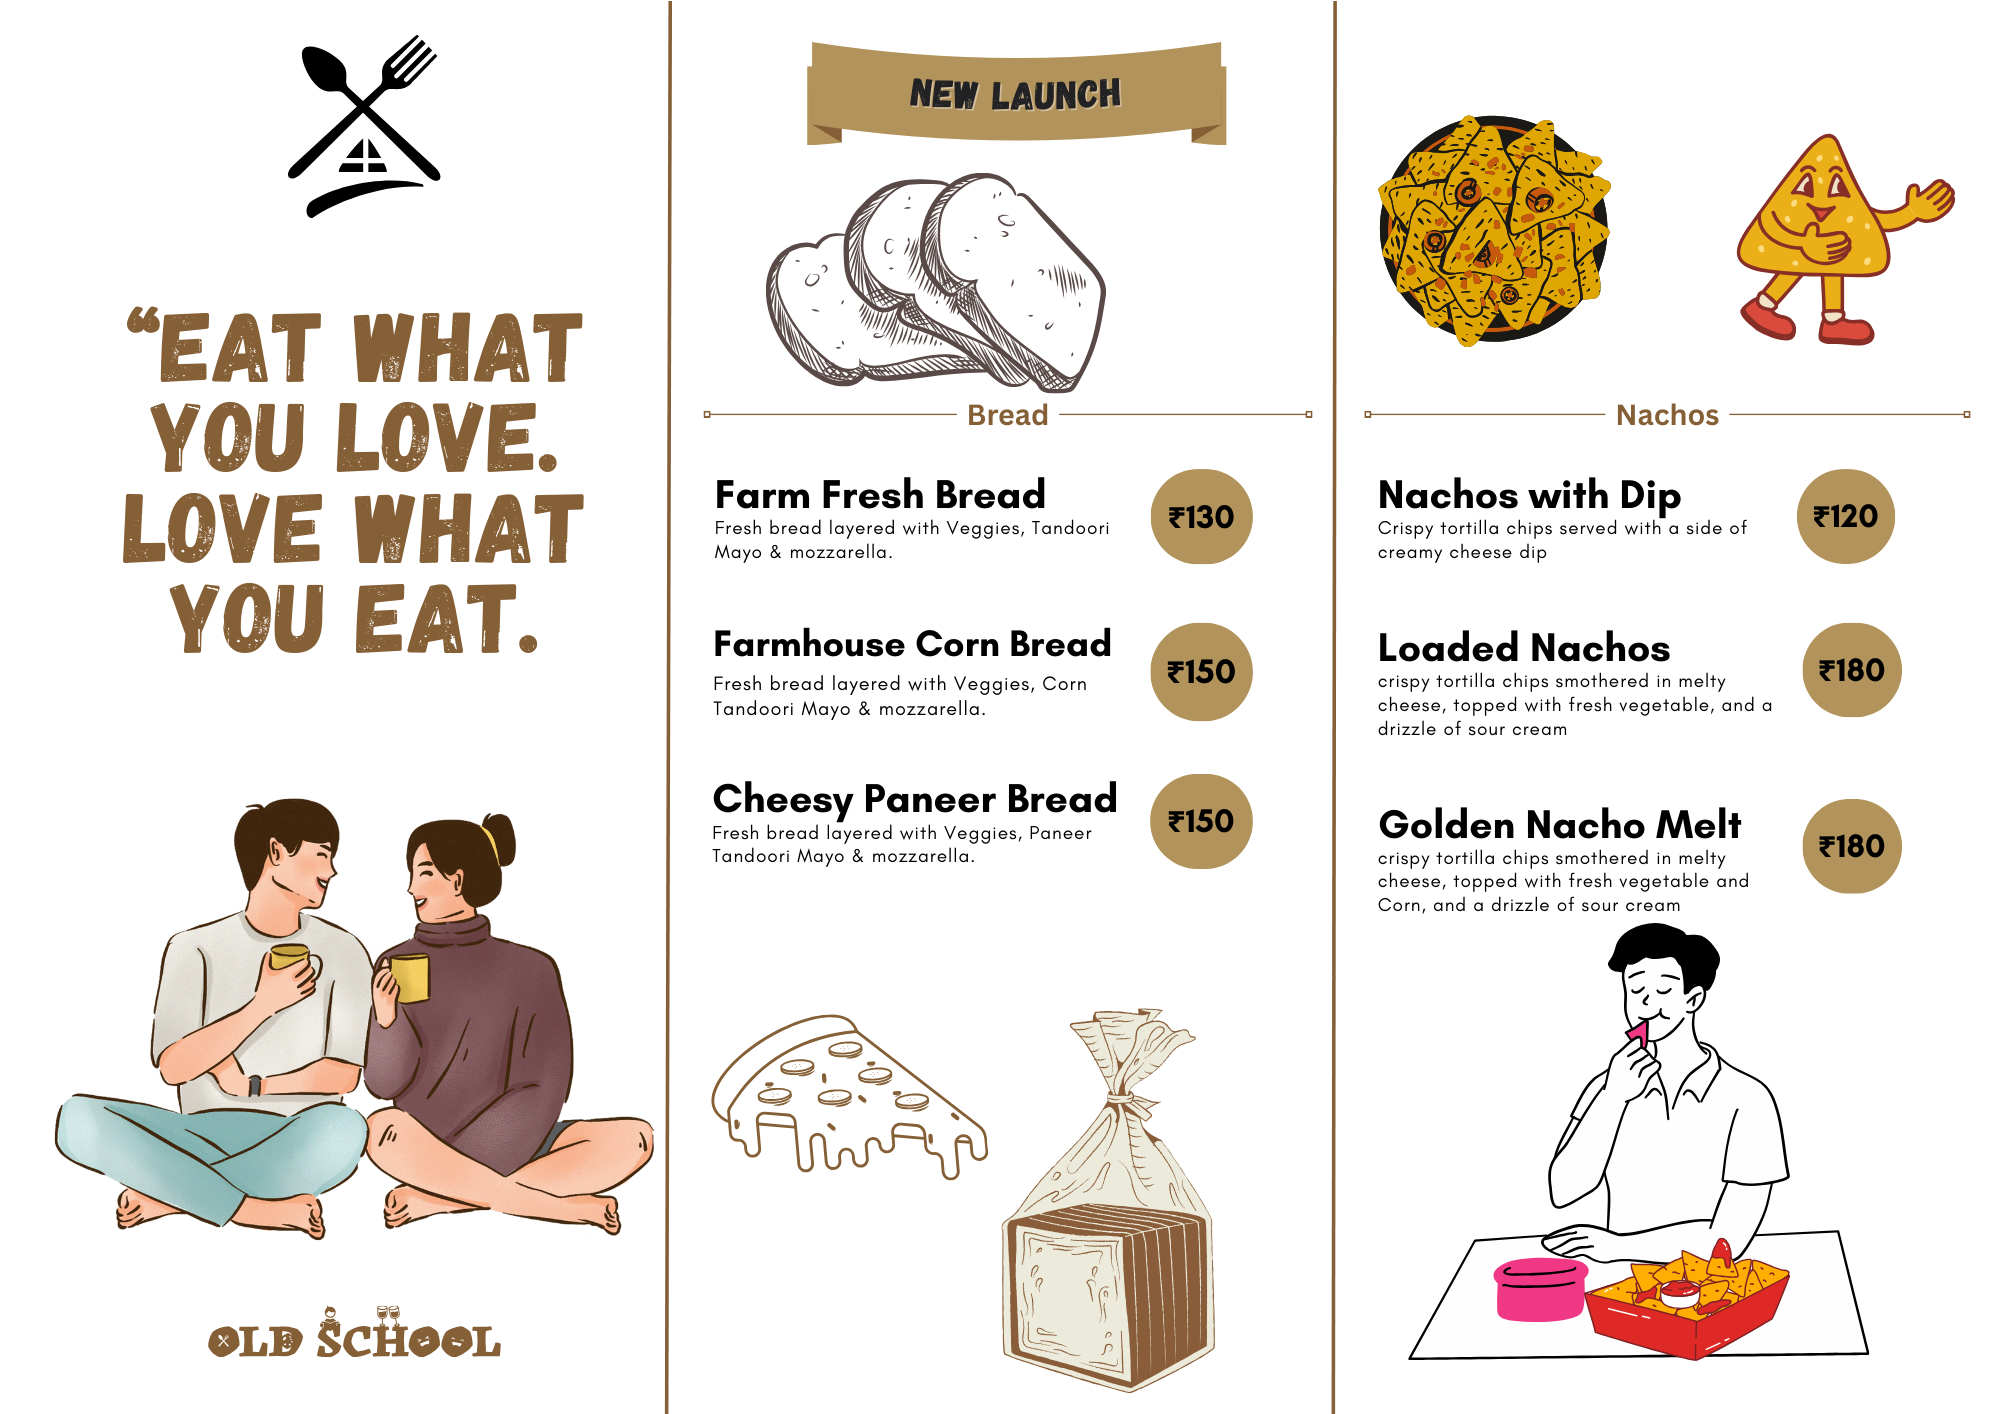 “EAT WHAT
YOU LOVE.
LOVE WHAT
YOU EAT.
OLD SCHOOL
NEW LAUNCH
Bread
Farm Fresh Bread
₹130
Fresh bread layered with Veggies, Tandoori
Mayo & mozzarella.
Farmhouse Corn Bread
₹150
Fresh bread layered with Veggies, Corn
Tandoori Mayo & mozzarella.
Cheesy Paneer Bread
₹150
Fresh bread layered with Veggies, Paneer
Tandoori Mayo & mozzarella.
Nachos
Nachos with Dip
₹120
Crispy tortilla chips served with a side of
creamy cheese dip
Loaded Nachos
₹180
crispy tortilla chips smothered in melty
cheese, topped with fresh vegetable, and a
drizzle of sour cream
Golden Nacho Melt
₹180
crispy tortilla chips smothered in melty
cheese, topped with fresh vegetable and
Corn, and a drizzle of sour cream